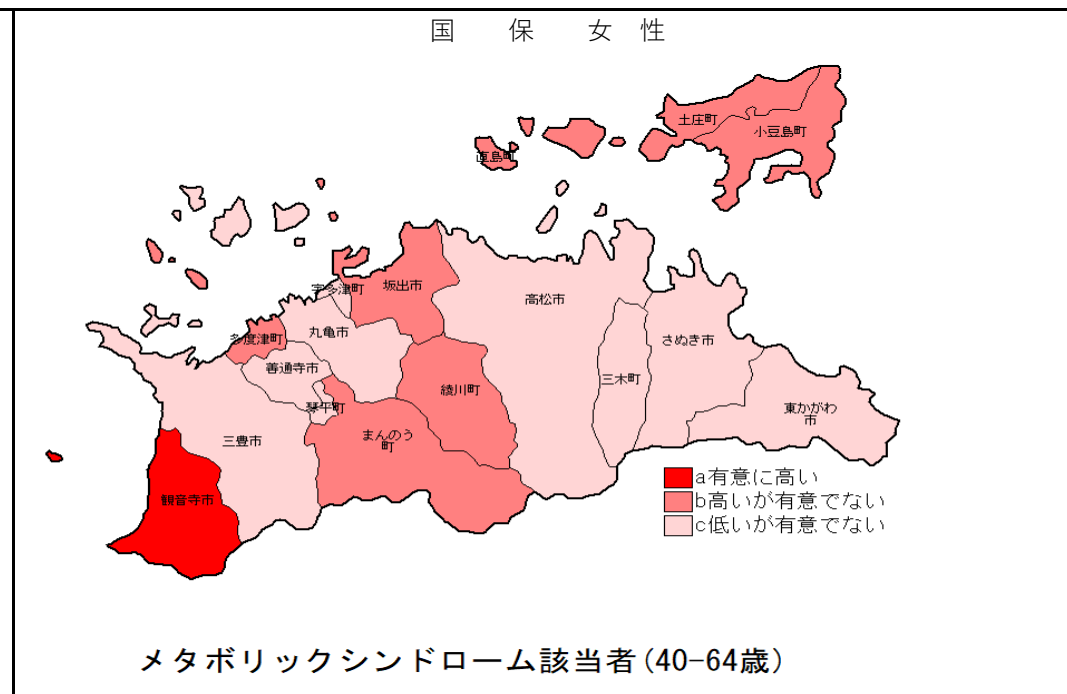 国保女性
土庄町
小豆島町
直島町
坂出市
宇多津町
高松市
丸亀市
多度津町
さぬき市
善通寺市
三木町
綾川町
琴平町
東かがわ
市
まんのう
町
三豊市
観音寺市
a有意に高い
b高いが有意でない
c低いが有意でない
メタボリックシンドローム該当者(40-64歳)